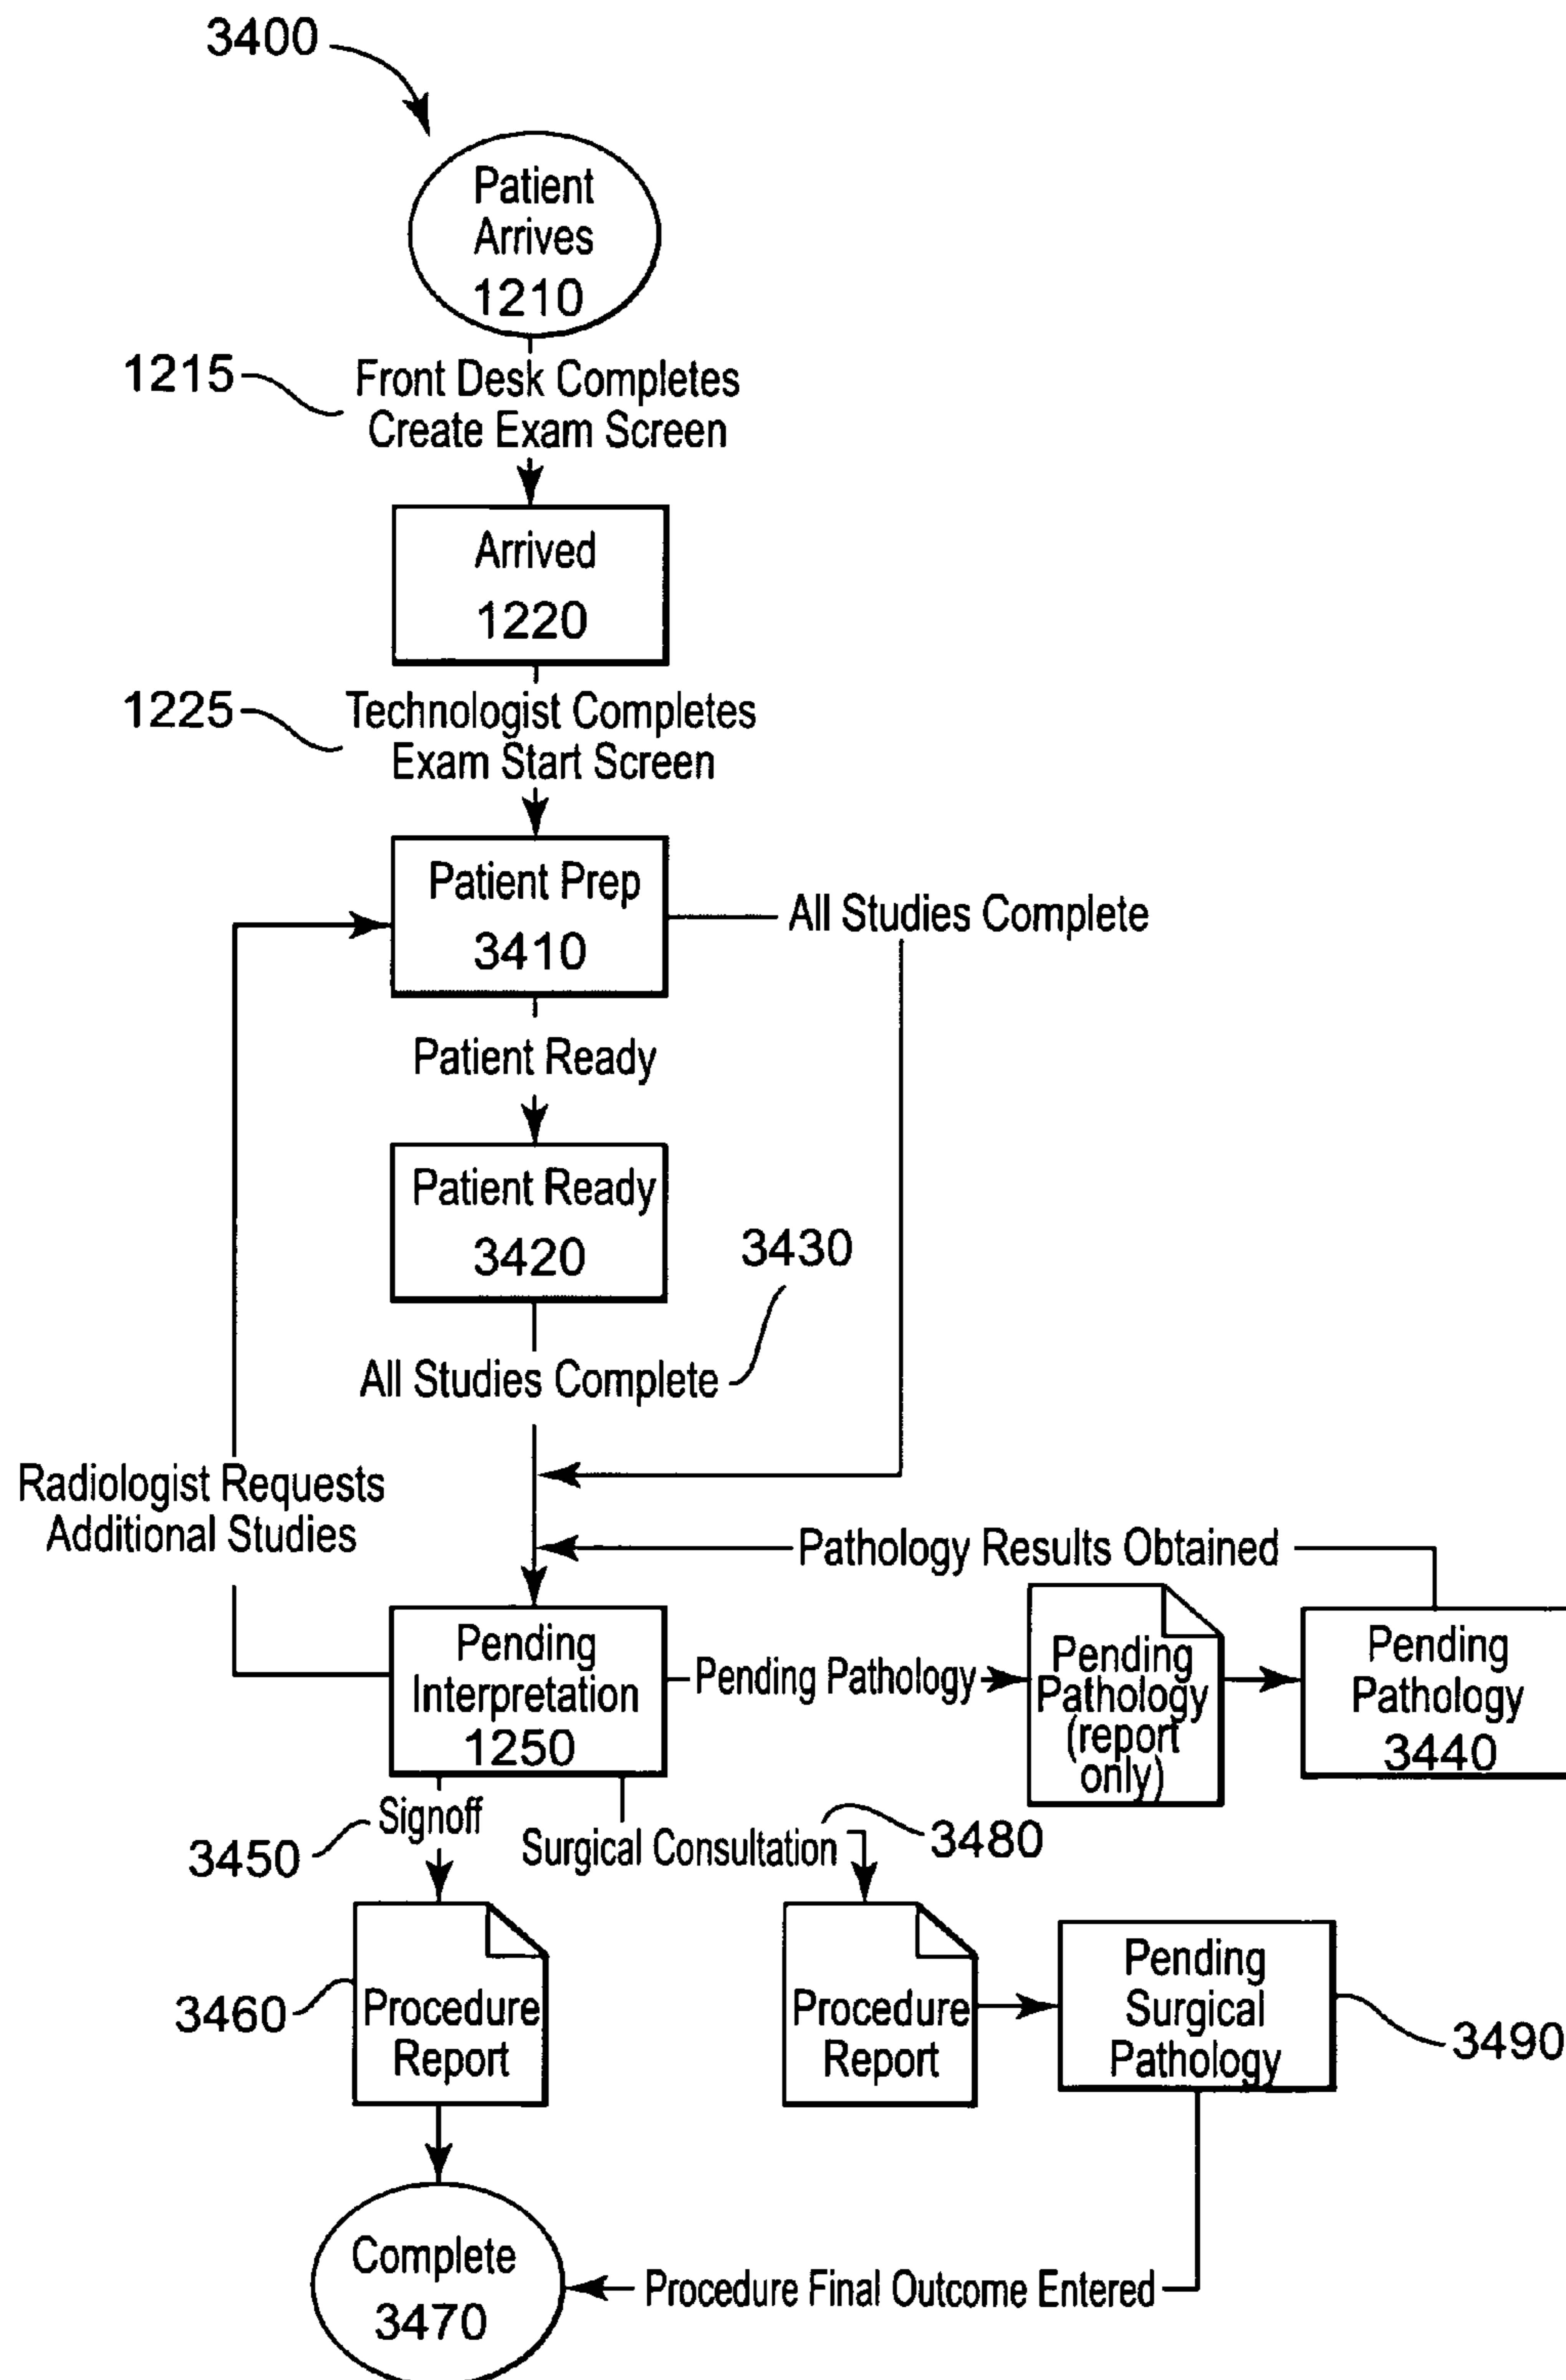 3400
Patient
Arrives
1210
1215
Front Desk Completes
Create Exam Screen
Arrived
1220
1225
Technologist Completes
Exam Start Screen
Patient Prep
3410
All Studies Complete
Patient Ready
Patient Ready
3420
3430
All Studies Complete
Radiologist Requests
Additional Studies
Pathology Results Obtained
Pending
Interpretation
1250
Pending Pathology
Pending
Pathology
(report
only)
Pending
Pathology
3440
Signoff
3450
Surgical Consultation
3480
3460
Procedure
Report
Procedure
Report
Pending
Surgical
Pathology
3490
Complete
3470
Procedure Final Outcome Entered